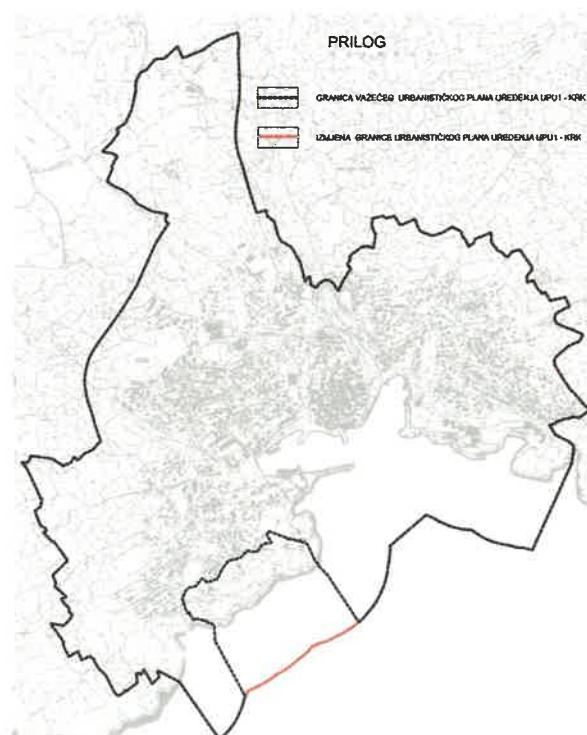 PRILOG
GRANICA VAŽEĆEG URBANISTIČKOG PLANA UREĐENJA UPU1 - KRK
IZMJENA GRANICE URBANISTIČKOG PLANA UREĐENJA UPU1 - KRK